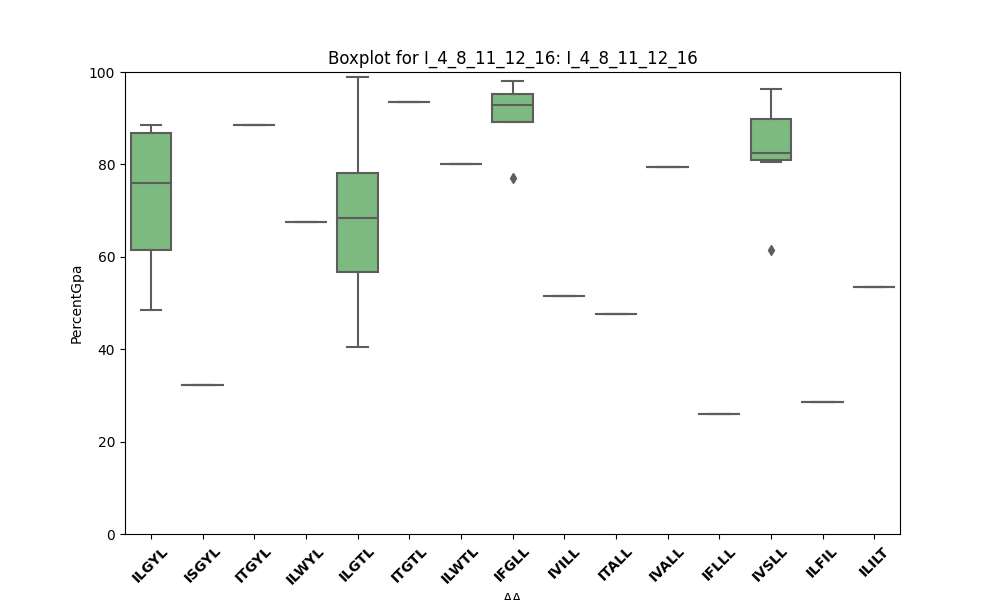 Boxplot for I_4_8_11_12_16: I_4_8_11_12_16
100
80
60
40
20
0
PercentGpa
ILGYL
ISGYL
ITGYL
ILWYL
ILGTL
ITGTL
ILWTL
IFGLL
IVILL
ITALL
IVALL
IFLLL
IVSLL
ILFIL
ILILT
AA